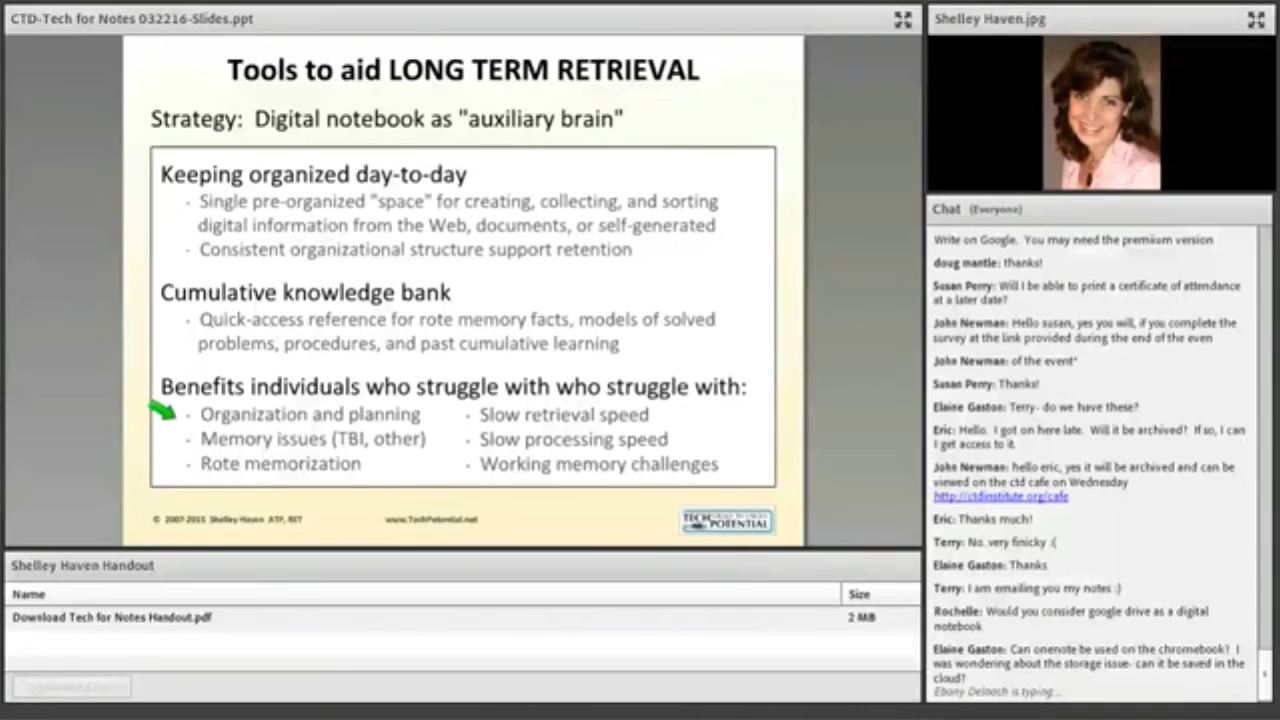 CTD-Tech for Notes 032216-Slides.ppt
Tools to aid LONG TERM RETRIEVAL
Strategy: Digital notebook as "auxiliary brain"
Keeping organized day-to-day
· Single pre-organized "space" for creating, collecting, and sorting
digital information from the Web, documents, or self-generated
· Consistent organizational structure support retention
Cumulative knowledge bank
· Quick-access reference for rote memory facts, models of solved
problems, procedures, and past cumulative learning
Benefits individuals who struggle with who struggle with:
· Organization and planning
· Memory issues (TBI, other)
· Rote memorization
· Slow retrieval speed
· Slow processing speed
· Working memory challenges
© 2007-2015 Shelley Haven ATP, RET
www.TechPotential.net
TECH
POTENTIAL
Shelley Haven Handout
Name
Size
Download Tech for Notes Handout.pdf
2 MB
Shelley Haven.jpg
Chat (Everyone)
Write on Google. You may need the premium version
doug mantle: thanks!
Susan Perry: Will I be able to print a certificate of attendance
at a later date?
John Newman: Hello susan, yes you will, if you complete the
survey at the link provided during the end of the even
John Newman: of the event*
Susan Perry: Thanks!
Elaine Gaston: Terry- do we have these?
Eric: Hello. I got on here late. Will it be archived? If so, I can
I get access to it.
John Newman: hello eric, yes it will be archived and can be
viewed on the ctd cafe on Wednesday
http://ctdinstitute.org/cafe
Eric: Thanks much!
Terry: No..very finicky :(
Elaine Gaston: Thanks
Terry: I am emailing you my notes :)
Rochelle: Would you consider google drive as a digital
notebook
Elaine Gaston: Can onenote be used on the chromebook? I
was wondering about the storage issue- can it be saved in the
cloud?
Ebony Deloach is typing...